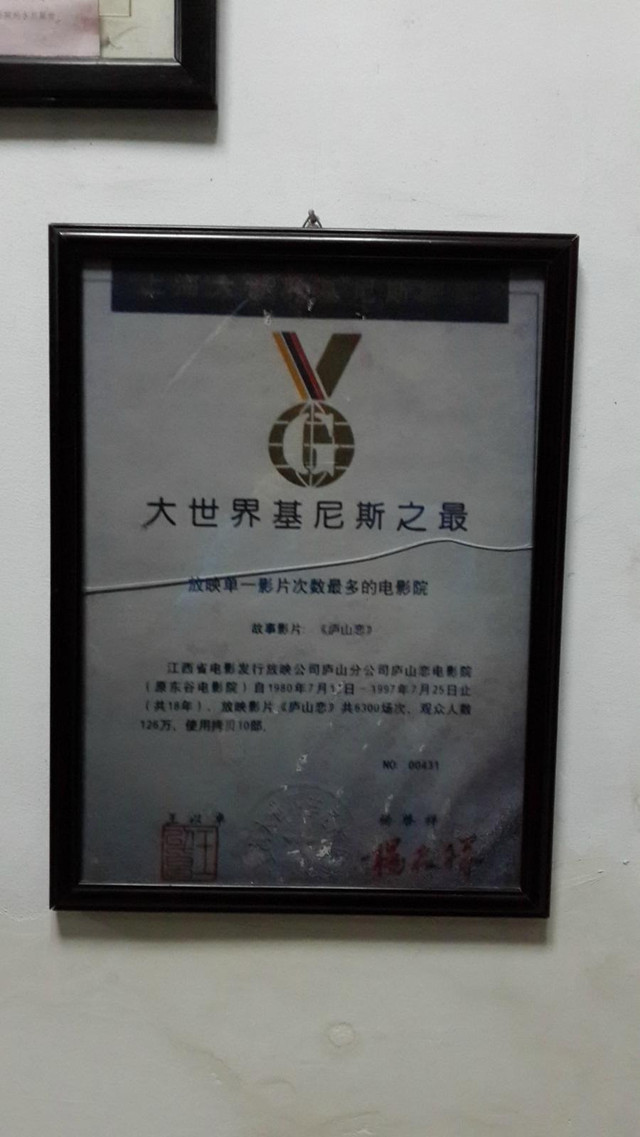 大世界基尼斯之最
放映单一影片次数最多的电影院
故事影片:《庐山恋》
江西省电影发行放映公司庐山分公司庐山恋电影院
(原东谷电影院)自1980年7月 日-1997年7月25日止
(共18年),放映影片《庐山恋》共6300场次,观众人数
126万,使用拷贝10部。
NO 00431